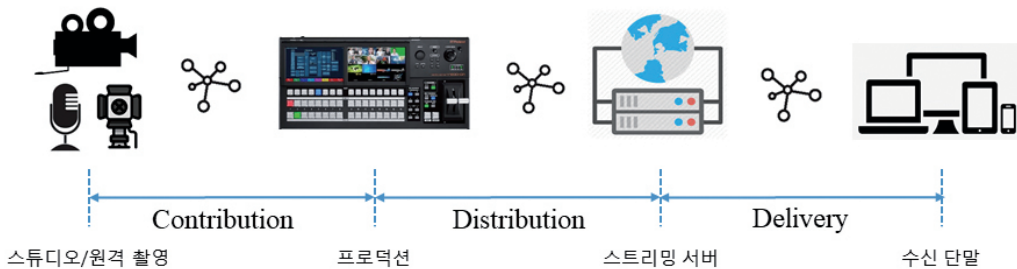 Contribution
Distribution
Delivery
스튜디오/원격 촬영
프로덕션
스트리밍 서버
수신 단말